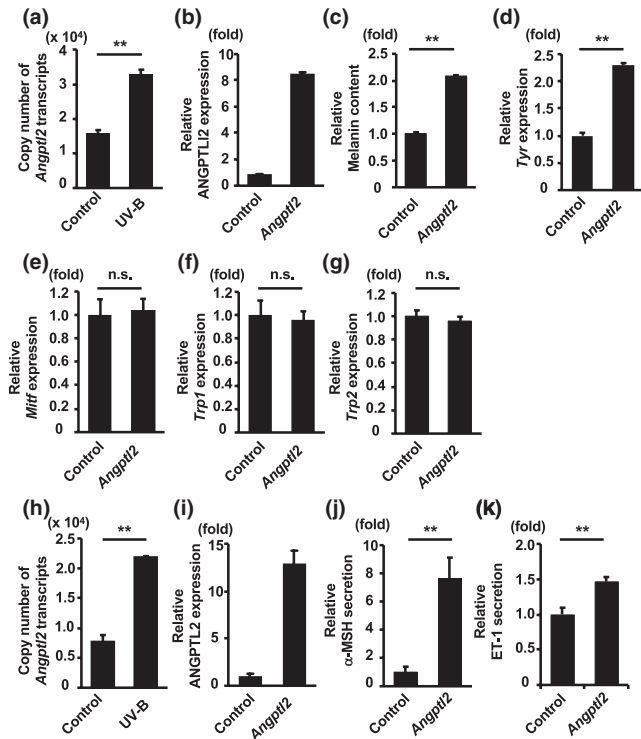 (a)
(x 10⁴)
**
Copy number of
Angptl2 transcripts
4
3
2
1
0
Control
UV-B
(b)
(fold)
Relative
ANGPTLI2 expression
10
8
6
4
2
0
Control
Angptl2
(c)
(fold)
**
Relative
Melanin content
2.5
2.0
1.5
1.0
0.5
0
Control
Angptl2
(d)
(fold)
**
Relative
Tyr expression
2.5
2.0
1.5
1.0
0.5
0
Control
Angptl2
(e)
(fold)
n.s.
Relative
Mitf expression
1.2
1.0
0.8
0.6
0.4
0.2
0
Control
Angptl2
(f)
(fold)
n.s.
Relative
Trp1 expression
1.2
1.0
0.8
0.6
0.4
0.2
0
Control
Angptl2
(g)
(fold)
n.s.
Relative
Trp2 expression
1.2
1.0
0.8
0.6
0.4
0.2
0
Control
Angptl2
(h)
(x 10⁴)
**
Copy number of
Angptl2 transcripts
2.5
2.0
1.5
1.0
0.5
0
Control
UV-B
(i)
(fold)
Relative
ANGPTL2 expression
15
10
5
0
Control
Angptl2
(j)
(fold)
**
Relative
α-MSH secretion
10
8
6
4
2
0
Control
Angptl2
(k)
(fold)
**
Relative
ET-1 secretion
2.0
1.5
1.0
0.5
0
Control
Angptl2